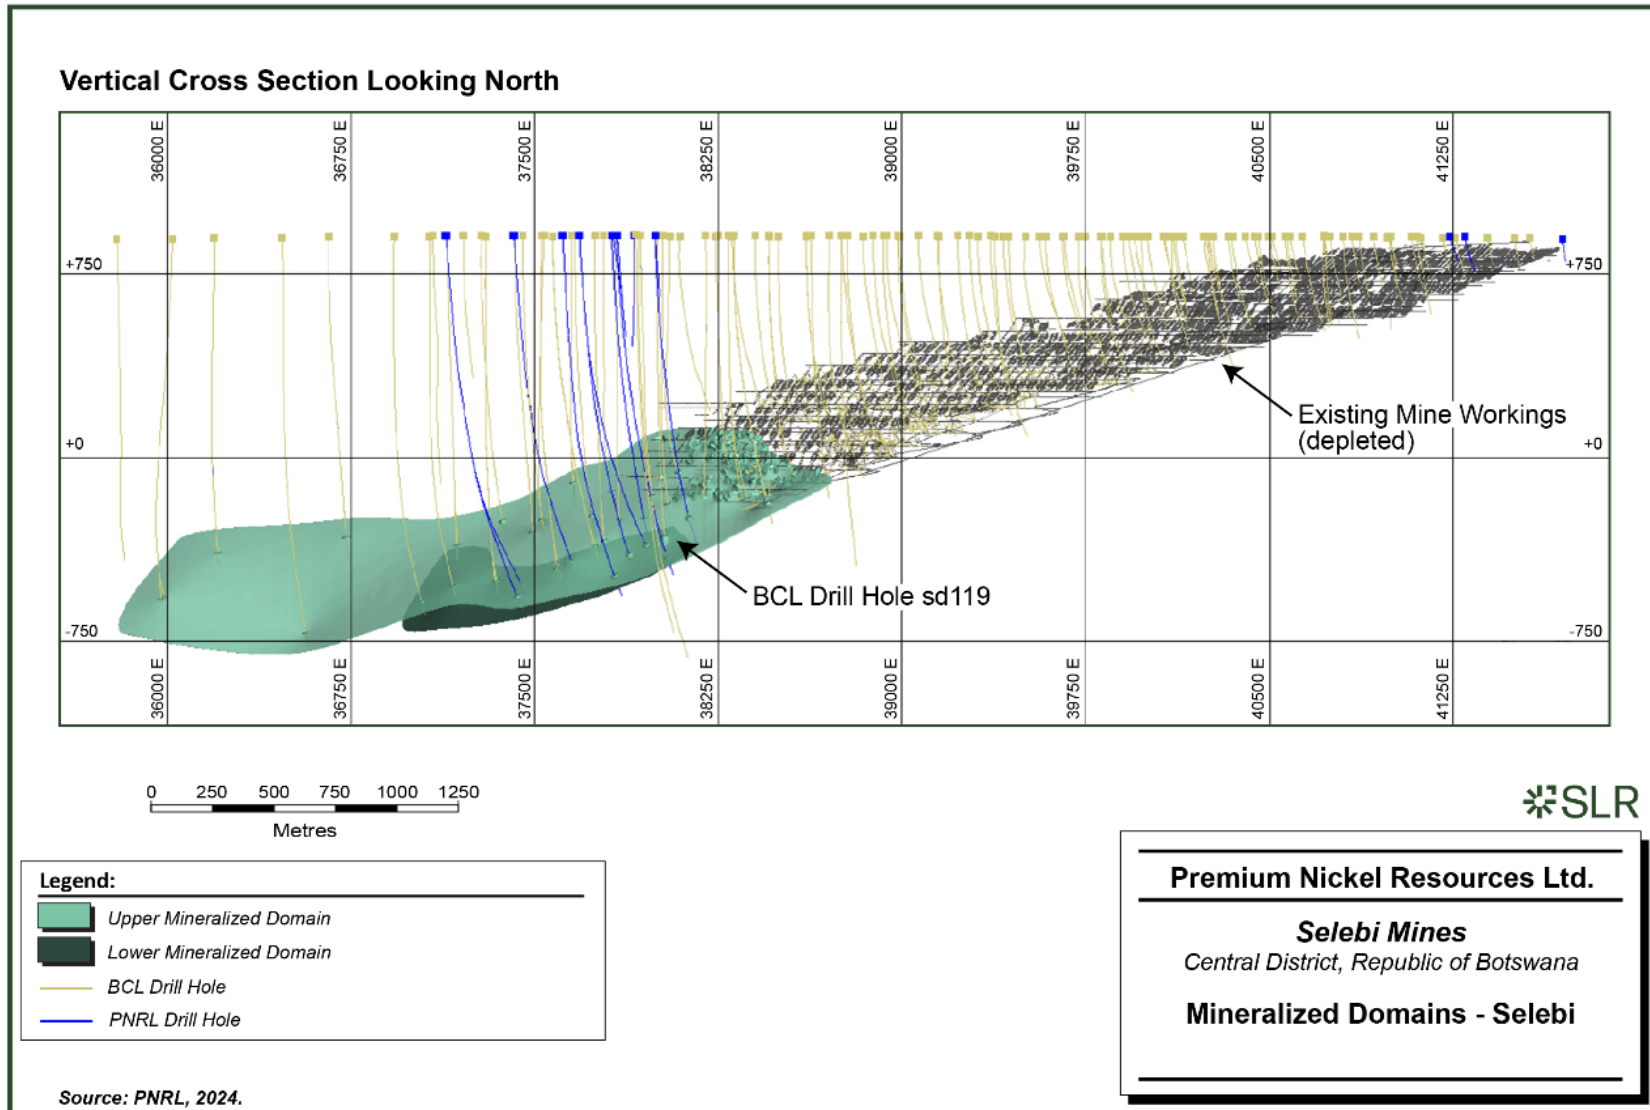 Vertical Cross Section Looking North
36000 E
36750 E
37500 E
38250 E
39000 E
39750 E
40500 E
41250 E
+750
+750
+0
+0
Existing Mine Workings
(depleted)
BCL Drill Hole sd119
-750
-750
36000 E
36750 E
37500 E
38250 E
39000 E
39750 E
40500 E
41250 E
0 250 500 750 1000 1250
Metres
SLR
Legend:
Upper Mineralized Domain
Lower Mineralized Domain
BCL Drill Hole
PNRL Drill Hole
Premium Nickel Resources Ltd.
Selebi Mines
Central District, Republic of Botswana
Mineralized Domains - Selebi
Source: PNRL, 2024.